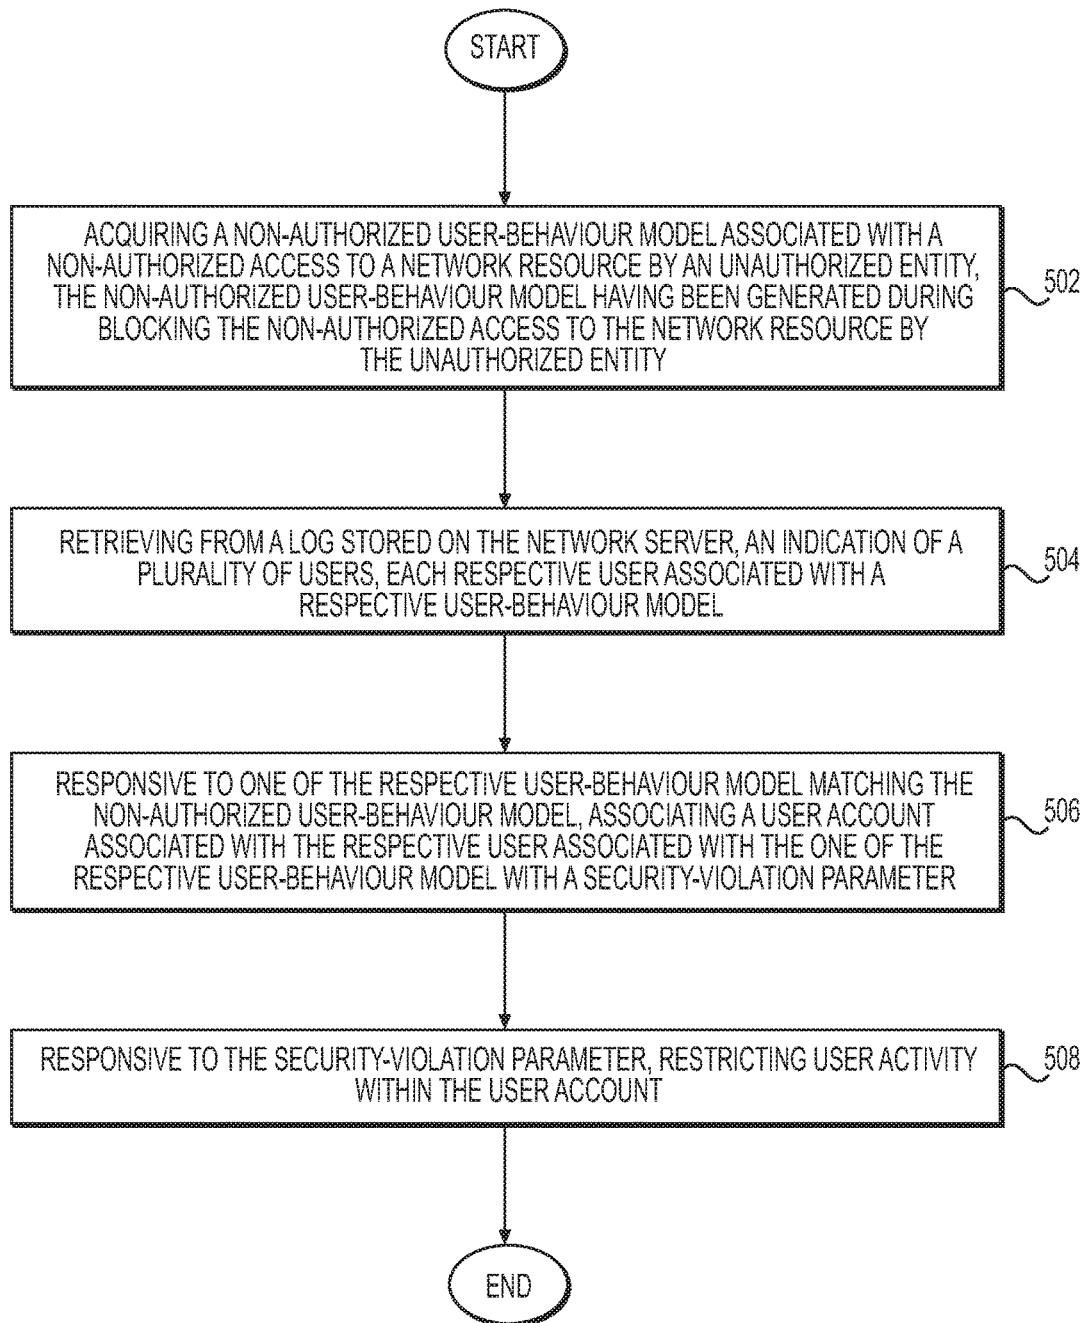 START
ACQUIRING A NON-AUTHORIZED USER-BEHAVIOUR MODEL ASSOCIATED WITH A
NON-AUTHORIZED ACCESS TO A NETWORK RESOURCE BY AN UNAUTHORIZED ENTITY,
THE NON-AUTHORIZED USER-BEHAVIOUR MODEL HAVING BEEN GENERATED DURING
BLOCKING THE NON-AUTHORIZED ACCESS TO THE NETWORK RESOURCE BY
THE UNAUTHORIZED ENTITY
502
RETRIEVING FROM A LOG STORED ON THE NETWORK SERVER, AN INDICATION OF A
PLURALITY OF USERS, EACH RESPECTIVE USER ASSOCIATED WITH A
RESPECTIVE USER-BEHAVIOUR MODEL
504
RESPONSIVE TO ONE OF THE RESPECTIVE USER-BEHAVIOUR MODEL MATCHING THE
NON-AUTHORIZED USER-BEHAVIOUR MODEL, ASSOCIATING A USER ACCOUNT
ASSOCIATED WITH THE RESPECTIVE USER ASSOCIATED WITH THE ONE OF THE
RESPECTIVE USER-BEHAVIOUR MODEL WITH A SECURITY-VIOLATION PARAMETER
506
RESPONSIVE TO THE SECURITY-VIOLATION PARAMETER, RESTRICTING USER ACTIVITY
WITHIN THE USER ACCOUNT
508
END